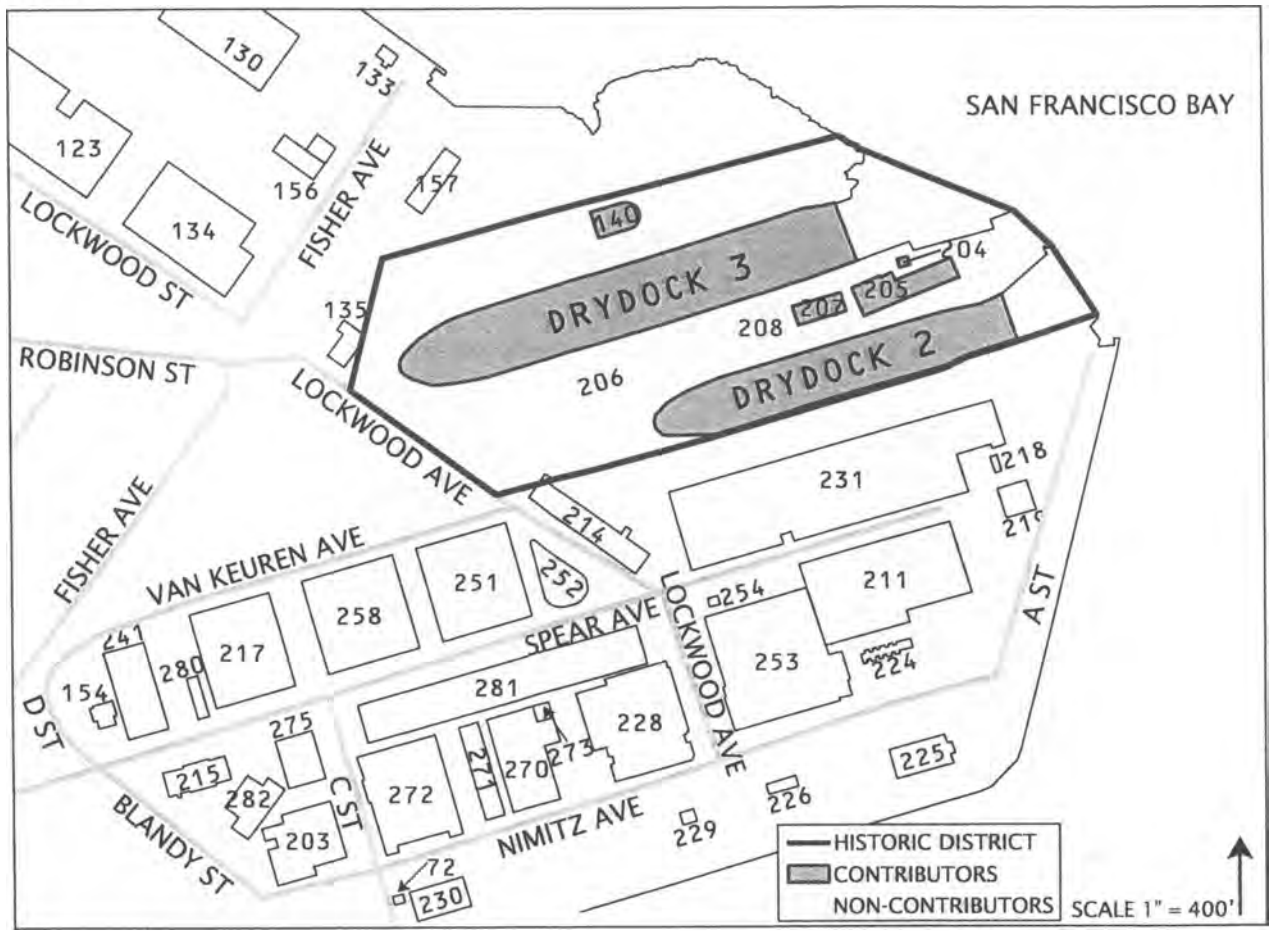 130
133
SAN FRANCISCO BAY
123
156
FISHER AVE
157
134
LOCKWOOD ST
140
DRYDOCK 3
204
205
207
208
135
DRYDOCK 2
ROBINSON ST
206
LOCKWOOD AVE
231
218
219
214
FISHER AVE
VAN KEUREN AVE
251
252
258
211
A ST
254
LOCKWOOD AVE
SPEAR AVE
241
280
217
253
224
154
281
228
D ST
275
273
215
282
C ST
272
271
270
225
203
226
BLANDY ST
NIMITZ AVE
229
72
230
HISTORIC DISTRICT
CONTRIBUTORS
NON-CONTRIBUTORS
SCALE 1" = 400'